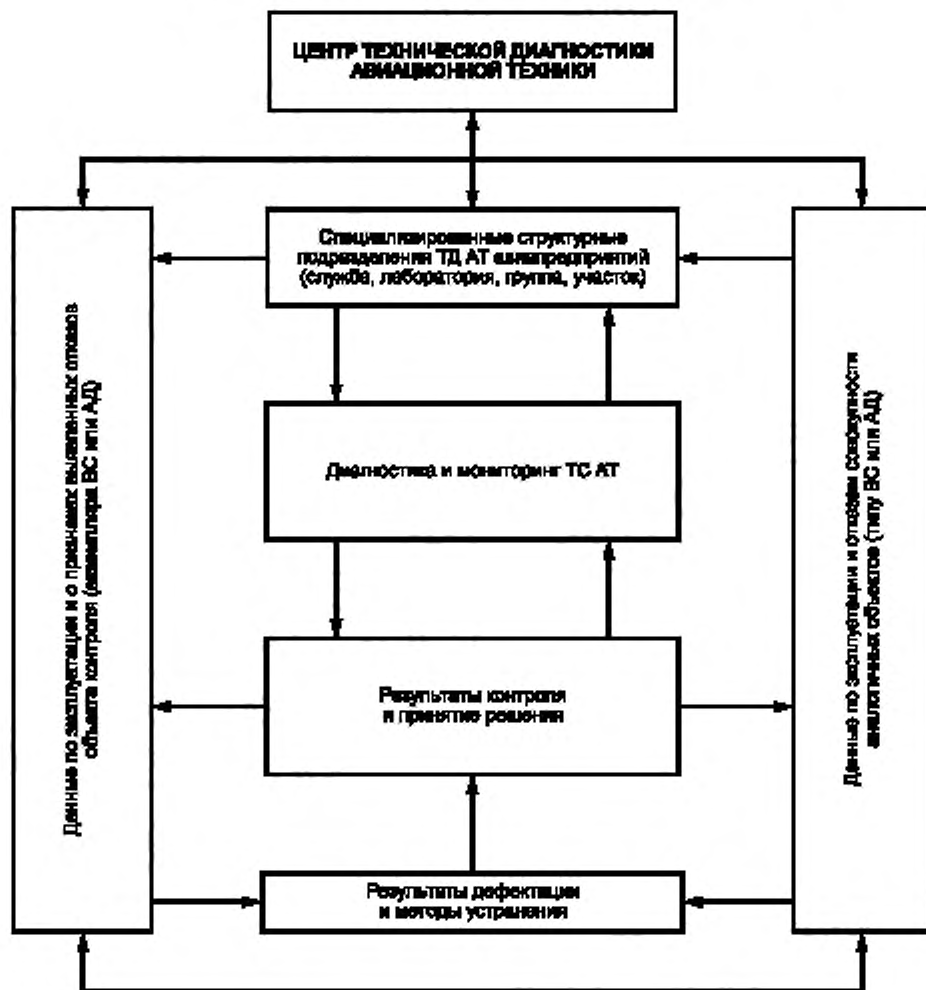 ЦЕНТР ТЕХНИЧЕСКОЙ ДИАГНОСТИКИ
АВИАЦИОННОЙ ТЕХНИКИ
Специализированные структурные
подразделения ТД АТ авиапредприятий
(служба, лаборатория, группа, участок)
Данные по эксплуатации и о признаках выявленных отказов
объекта контроля (экземпляра ВС или АД)
Диагностика и мониторинг ТС АТ
Данные по эксплуатации и отказам совокупности
аналогичных объектов (типу ВС или АД)
Результаты контроля
и принятие решения
Результаты дефектации
и методы устранения